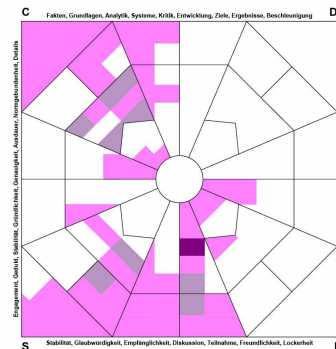 C
D
Fakten, Grundlagen, Analytik, Systeme, Kritik, Entwicklung, Ziele, Ergebnisse, Beschleunigung
Engagement, Geduld, Stabilität, Gründlichkeit, Genauigkeit, Ausdauer, Normgebundenheit, Details
S
Stabilität, Glaubwürdigkeit, Empfänglichkeit, Diskussion, Teilnahme, Freundlichkeit, Lockerheit